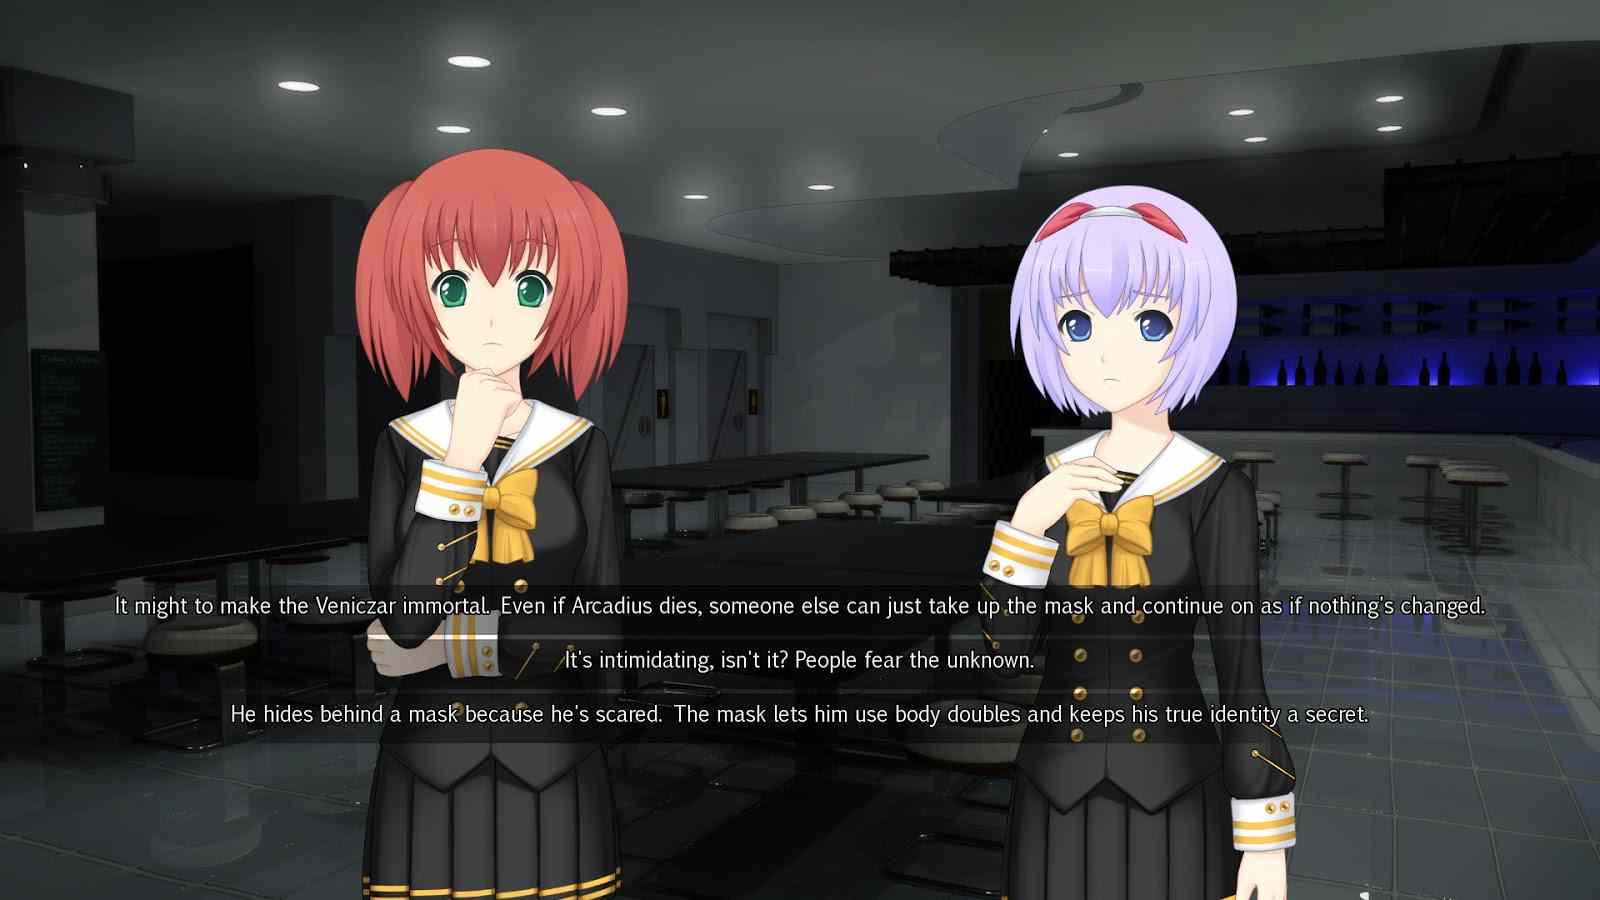 Today's Menu
It might to make the Veniczar immortal. Even if Arcadius dies, someone else can just take up the mask and continue on as if nothing's changed.
It's intimidating, isn't it? People fear the unknown.
He hides behind a mask because he's scared. The mask lets him use body doubles and keeps his true identity a secret.